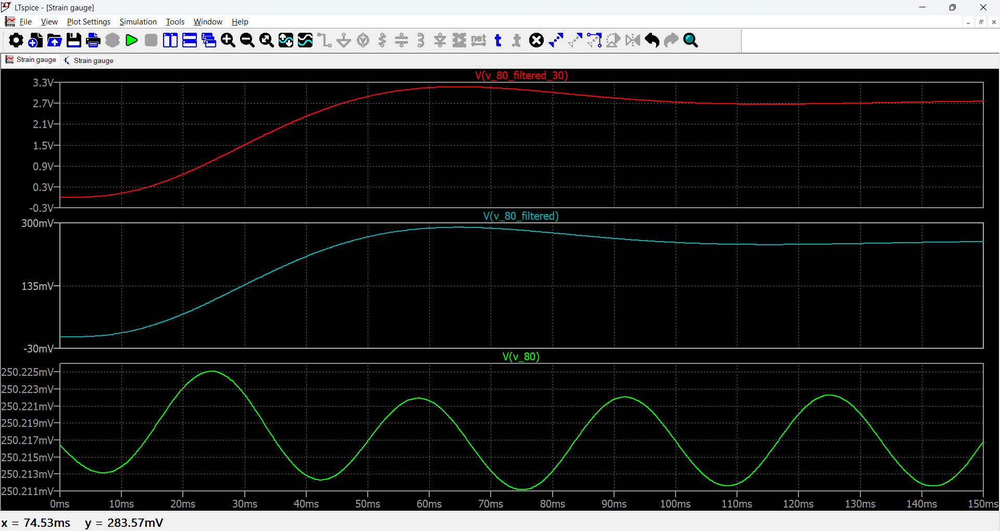 LTspice - [Strain gauge]
File View Plot Settings Simulation Tools Window Help
net t .t
Strain gauge Strain gauge
V(v_80_filtered_30)
3.3V
2.7V
2.1V
1.5V
0.9V
0.3V
-0.3V
V(v_80_filtered)
300mV
135mV
-30mV
V(v_80)
250.225mV
250.223mV
250.221mV
250.219mV
250.217mV
250.215mV
250.213mV
250.211mV
0ms 10ms 20ms 30ms 40ms 50ms 60ms 70ms 80ms 90ms 100ms 110ms 120ms 130ms 140ms 150ms
x = 74.53ms y = 283.57mV